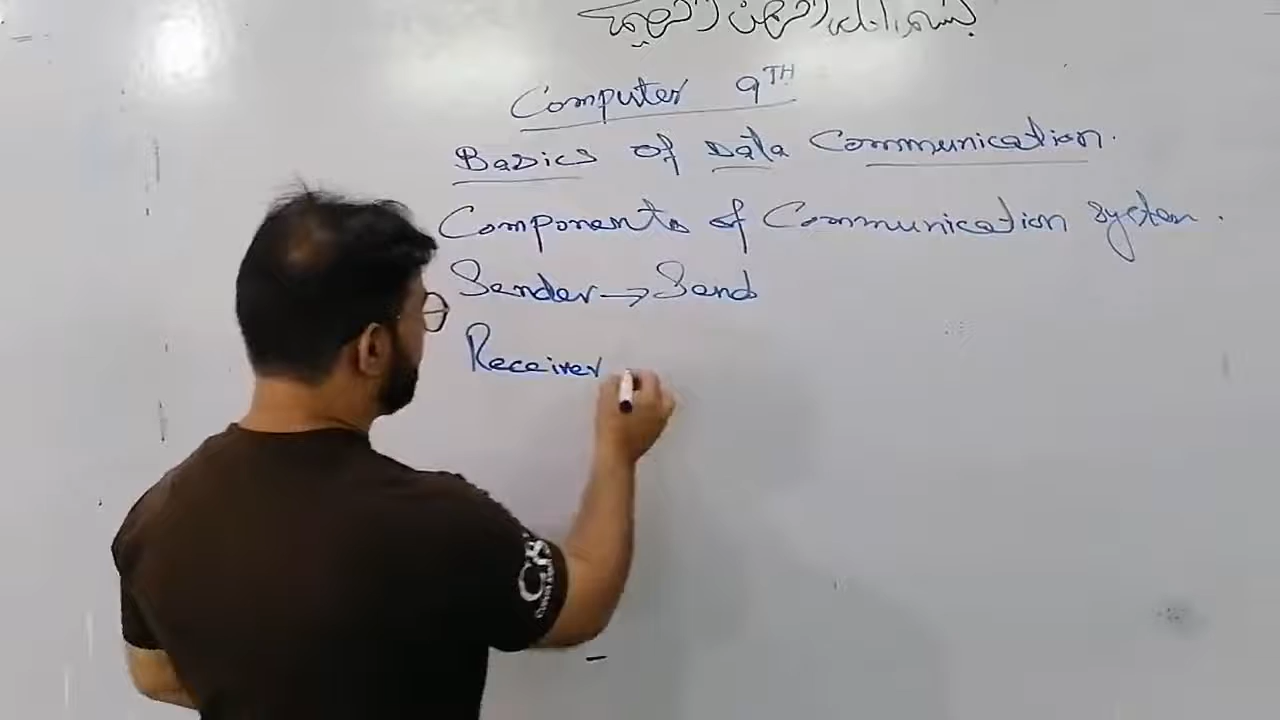 بسم الله الرحمن الرحيم
Computer 9TH
Basics of Data Communication.
Components of Communication System.
Sender → Send
Receiver